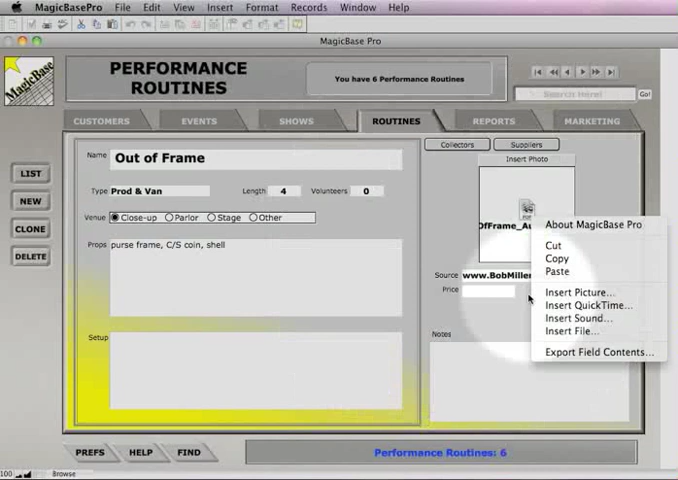 MagicBasePro File Edit View Insert Format Records Window Help
MagicBase Pro
MagicBase
PERFORMANCE
ROUTINES
You have 6 Performance Routines
Go!
CUSTOMERS EVENTS SHOWS ROUTINES REPORTS MARKETING
LIST
NEW
CLONE
DELETE
Name Out of Frame
Type Prod & Van Length 4 Volunteers 0
Venue Close-up Parlor Stage Other
Props purse frame, C/S coin, shell
Setup
Collectors Suppliers
Insert Photo
Source www.BobMiller
Price
Notes
About MagicBase Pro
Cut
Copy
Paste
Insert Picture...
Insert QuickTime...
Insert Sound...
Insert File...
Export Field Contents...
PREFS HELP FIND
Performance Routines: 6
100 Browse